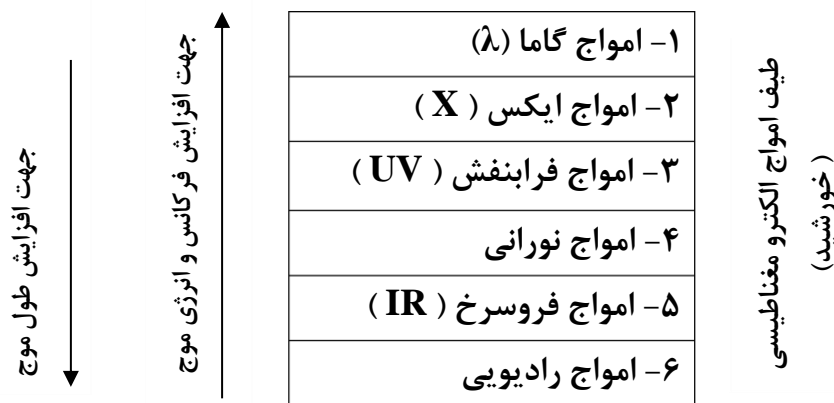 طیف امواج الکترو مغناطیسی
( خورشید)
۱- امواج گاما (λ)
۲- امواج ایکس ( X )
۳- امواج فرابنفش ( UV )
۴- امواج نورانی
۵- امواج فروسرخ ( IR )
۶- امواج رادیویی
جهت افزایش فرکانس و انرژی موج
جهت افزایش طول موج